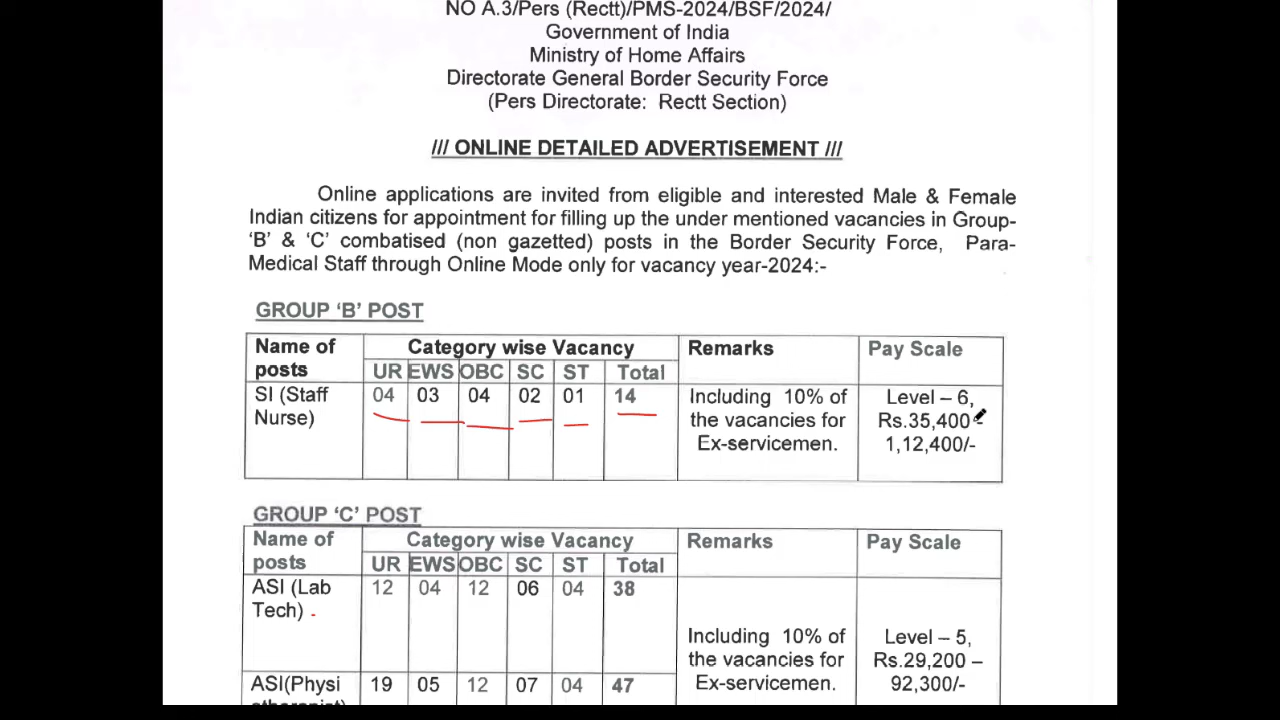 NO A.3/Pers (Rectt)/PMS-2024/BSF/2024/
Government of India
Ministry of Home Affairs
Directorate General Border Security Force
(Pers Directorate: Rectt Section)
/// ONLINE DETAILED ADVERTISEMENT ///
Online applications are invited from eligible and interested Male & Female
Indian citizens for appointment for filling up the under mentioned vacancies in Group-
‘B’ & ‘C’ combatised (non gazetted) posts in the Border Security Force, Para-
Medical Staff through Online Mode only for vacancy year-2024:-
GROUP ‘B’ POST
Name of posts Category wise Vacancy Remarks Pay Scale
UR EWS OBC SC ST Total
SI (Staff 04 03 04 02 01 14 Including 10% of Level – 6,
Nurse) the vacancies for Rs.35,400
Ex-servicemen. 1,12,400/-
GROUP ‘C’ POST
Name of posts Category wise Vacancy Remarks Pay Scale
UR EWS OBC SC ST Total
ASI (Lab 12 04 12 06 04 38
Tech)
Including 10% of Level – 5,
the vacancies for Rs.29,200 –
ASI(Physi 19 05 12 07 04 47 Ex-servicemen. 92,300/-